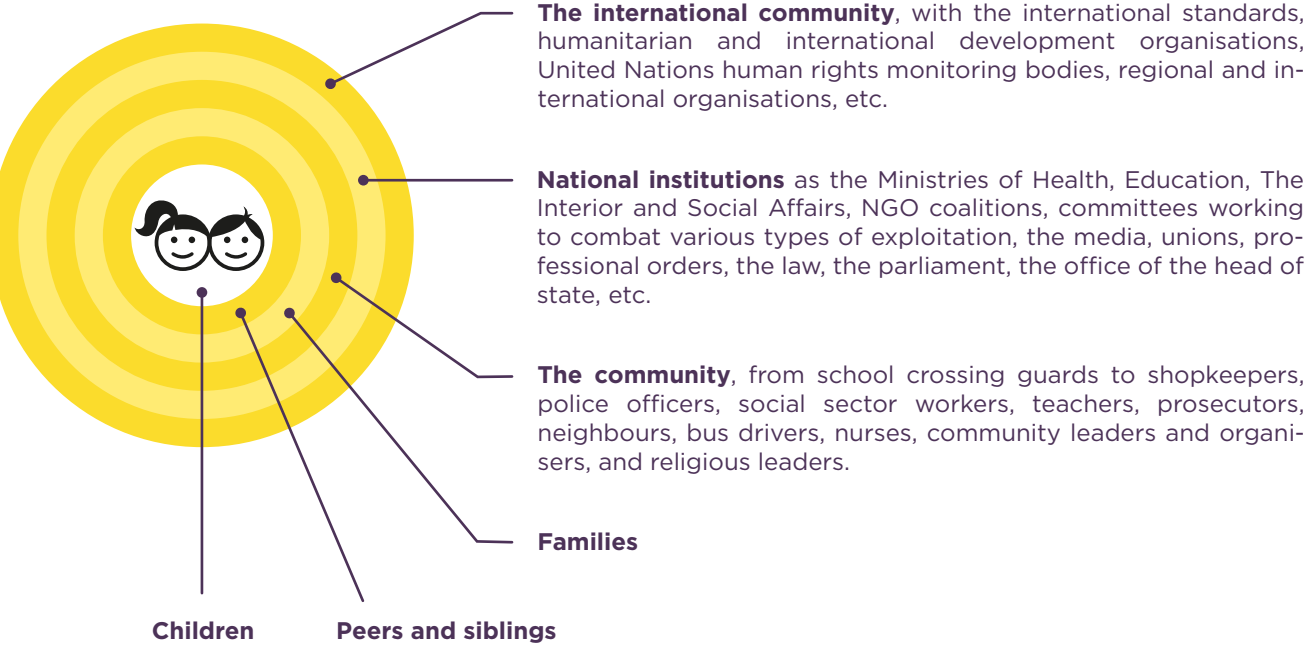 The international community, with the international standards,
humanitarian and international development organisations,
United Nations human rights monitoring bodies, regional and in-
ternational organisations, etc.
National institutions as the Ministries of Health, Education, The
Interior and Social Affairs, NGO coalitions, committees working
to combat various types of exploitation, the media, unions, pro-
fessional orders, the law, the parliament, the office of the head of
state, etc.
The community, from school crossing guards to shopkeepers,
police officers, social sector workers, teachers, prosecutors,
neighbours, bus drivers, nurses, community leaders and organi-
sers, and religious leaders.
Families
Children
Peers and siblings